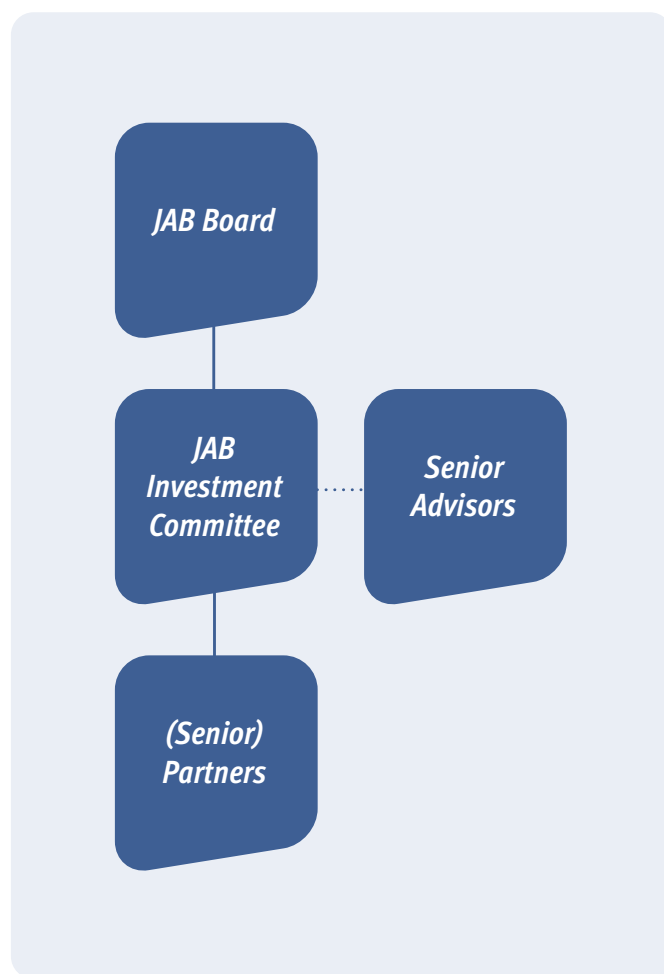 JAB Board
JAB
Investment
Committee
Senior
Advisors
(Senior)
Partners